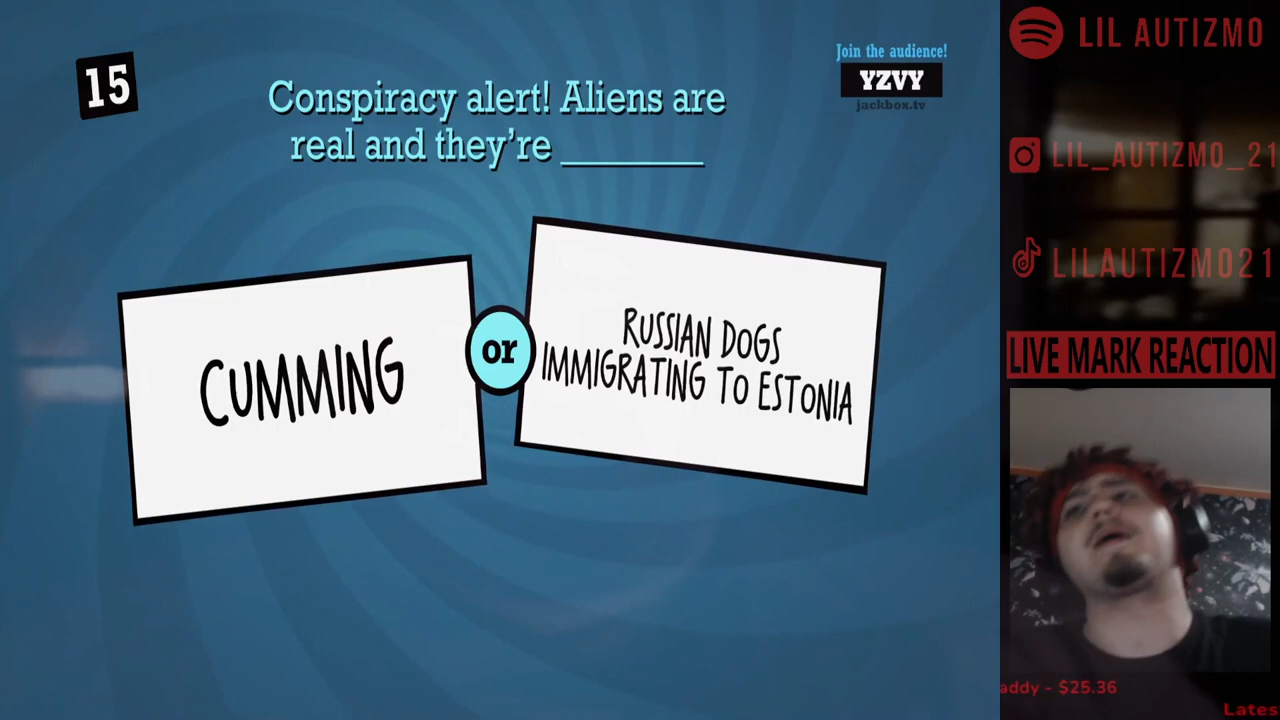 15
Conspiracy alert! Aliens are
real and they're ________
Join the audience!
YZVY
jackbox.tv
CUMMING
or
RUSSIAN DOGS
IMMIGRATING TO ESTONIA
LIL AUTIZMO
LIL_AUTIZMO_21
LILAUTIZMO21
LIVE MARK REACTION
addy - $25.36
Lates